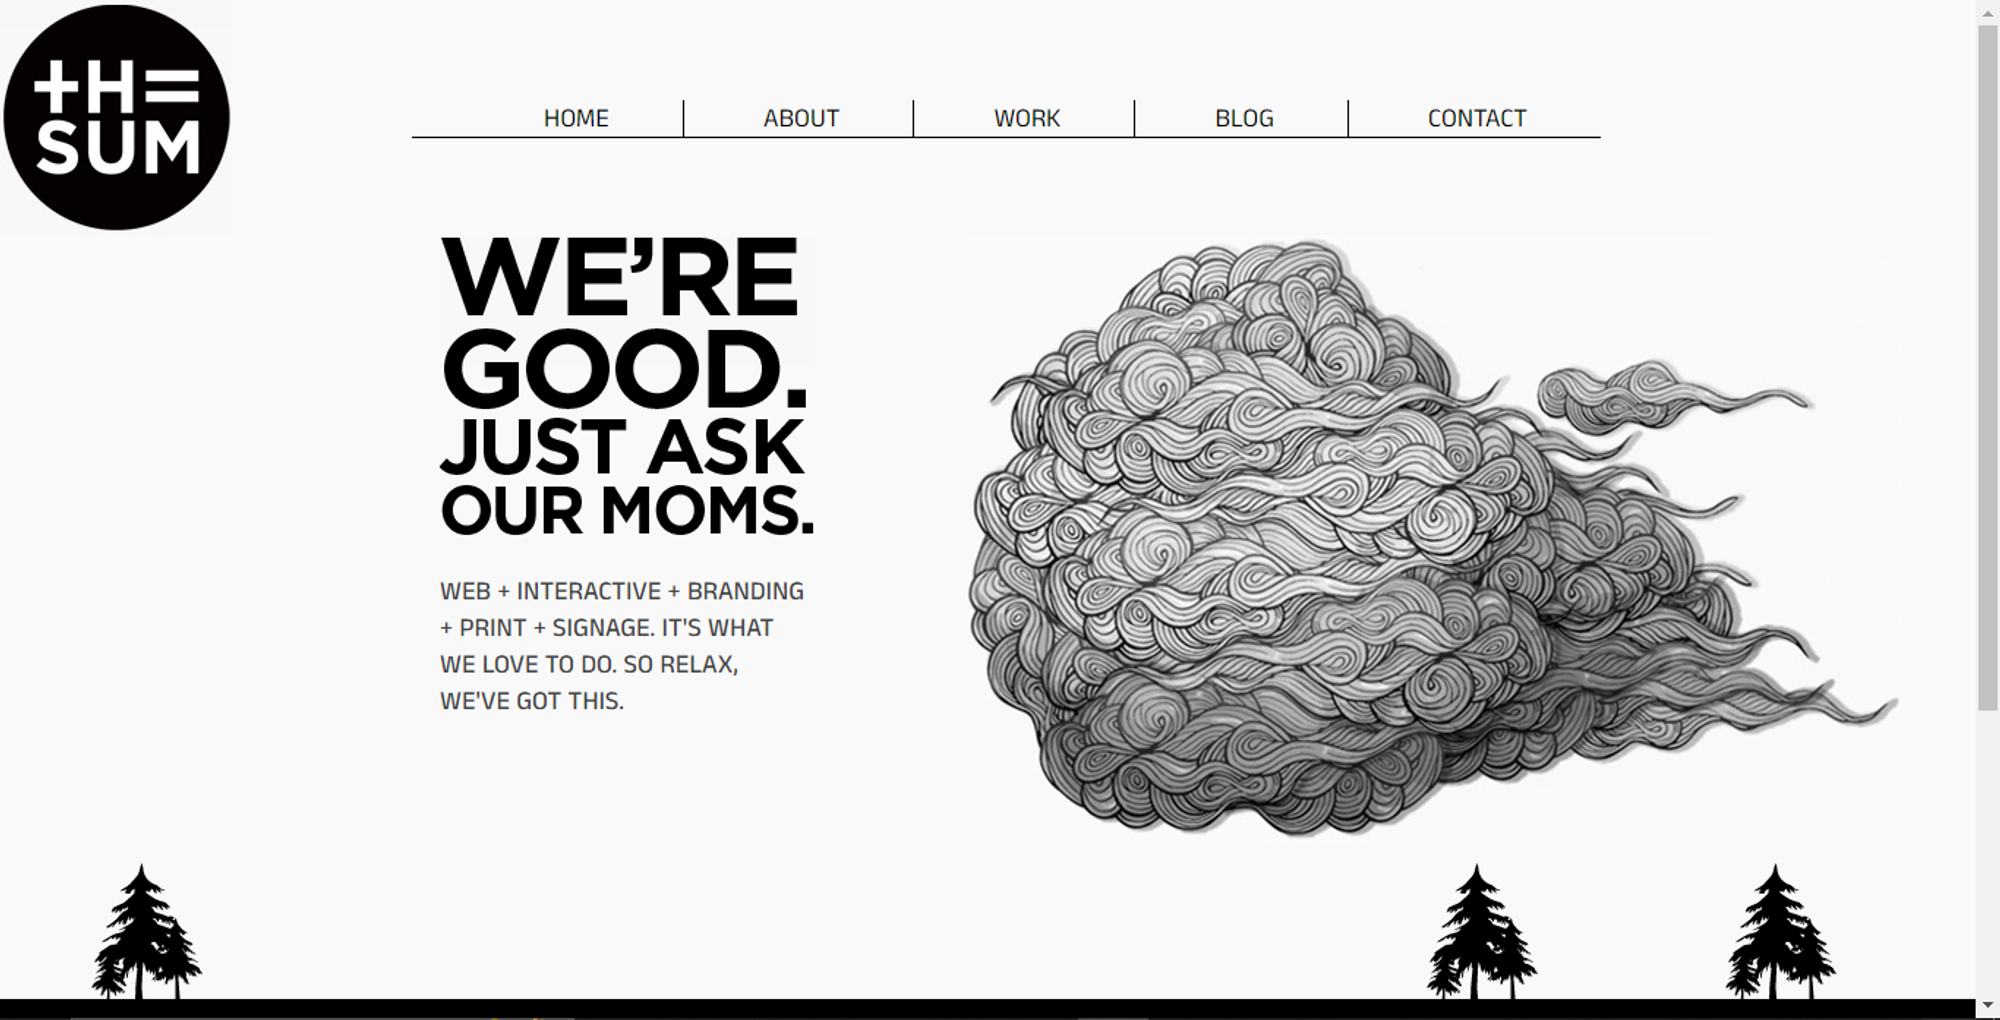 +H=
SUM
HOME
ABOUT
WORK
BLOG
CONTACT
WE’RE
GOOD.
JUST ASK
OUR MOMS.
WEB + INTERACTIVE + BRANDING
+ PRINT + SIGNAGE. IT'S WHAT
WE LOVE TO DO. SO RELAX,
WE'VE GOT THIS.